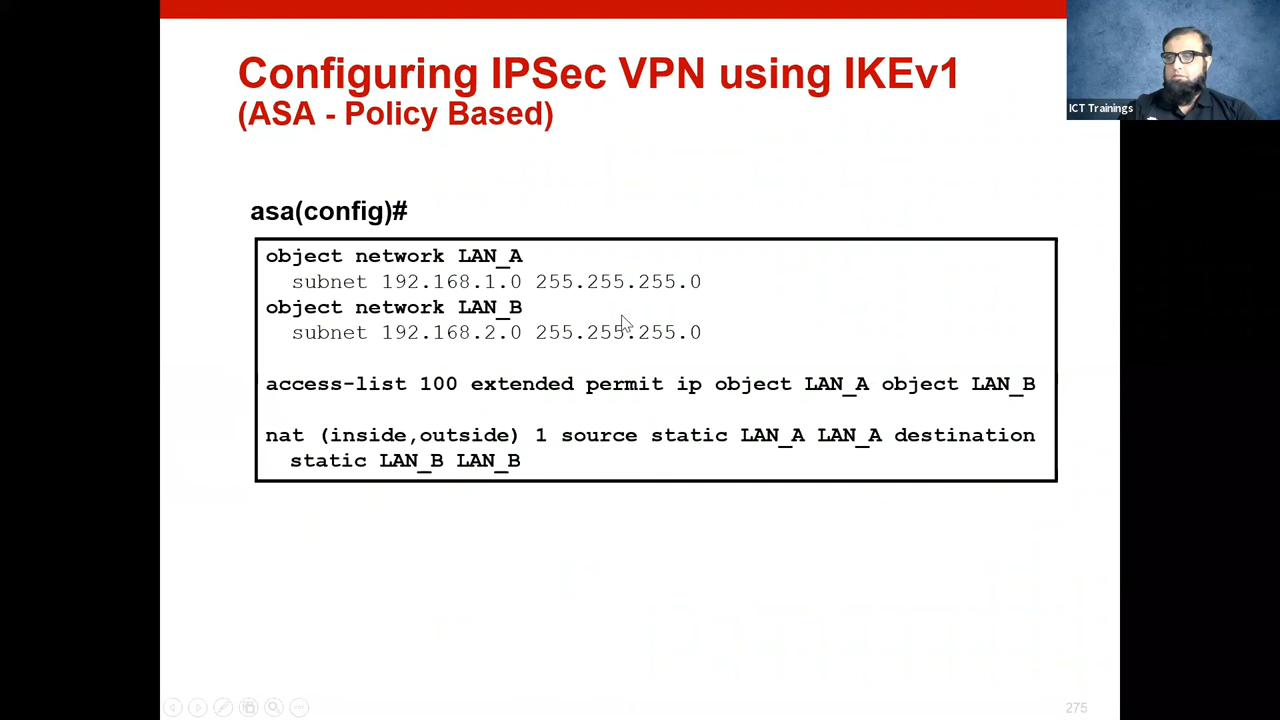 Configuring IPSec VPN using IKEv1
(ASA - Policy Based)
ICT Trainings
asa(config)#
object network LAN_A
subnet 192.168.1.0 255.255.255.0
object network LAN_B
subnet 192.168.2.0 255.255.255.0
access-list 100 extended permit ip object LAN_A object LAN_B
nat (inside,outside) 1 source static LAN_A LAN_A destination
static LAN_B LAN_B
275